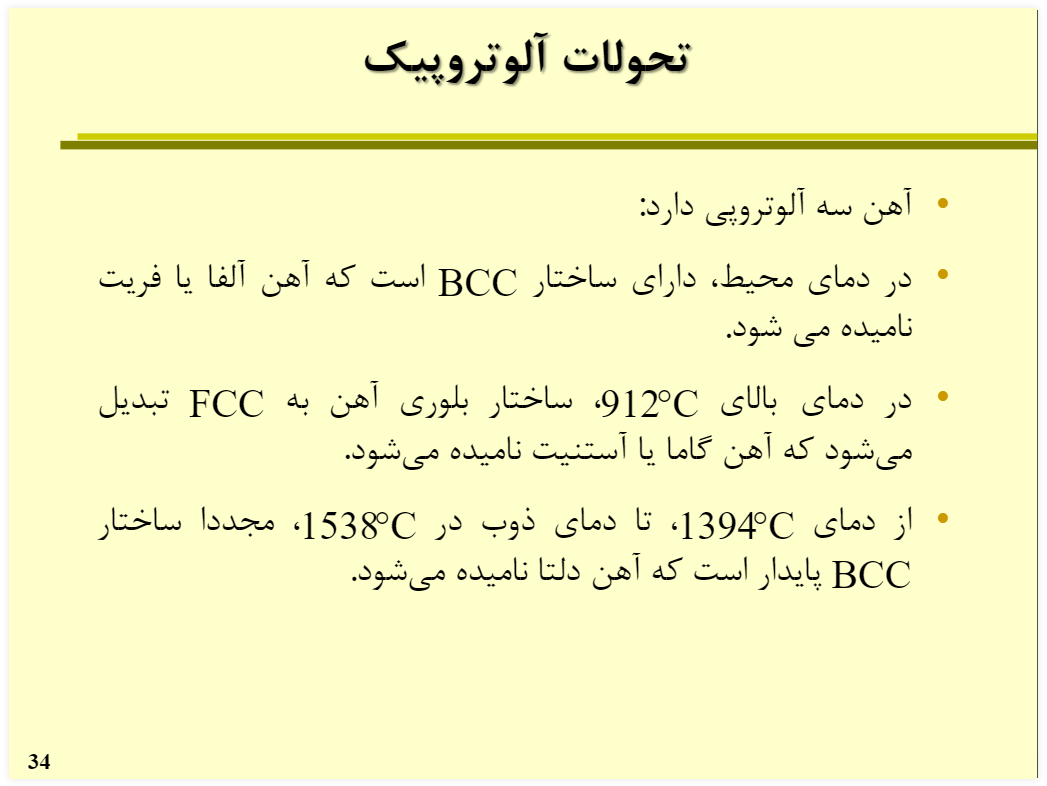 تحولات آلوتروپیک
• آهن سه آلوتروپی دارد:
• در دمای محیط، دارای ساختار BCC است که آهن آلفا یا فریت
نامیده می شود.
• در دمای بالای 912°C، ساختار بلوری آهن به FCC تبدیل
می‌شود که آهن گاما یا آستنیت نامیده می‌شود.
• از دمای 1394°C، تا دمای ذوب در 1538°C، مجددا ساختار
BCC پایدار است که آهن دلتا نامیده می‌شود.
34